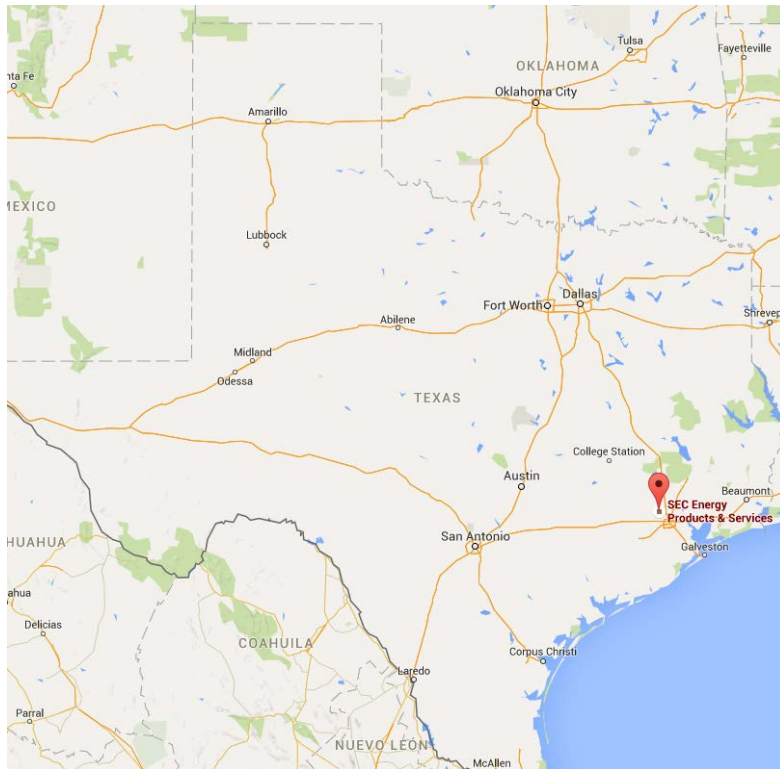 Tulsa
Fayetteville
OKLAHOMA
nta Fe
Oklahoma City
Amarillo
MEXICO
Lubbock
Dallas
Fort Worth
Shrevep
Abilene
Midland
Odessa
TEXAS
College Station
Austin
Beaumont
SEC Energy
Products & Services
San Antonio
HUAHUA
Galveston
ahua
Delicias
COAHUILA
Corpus Christi
Laredo
Parral
NUEVO LEÓN
McAllen